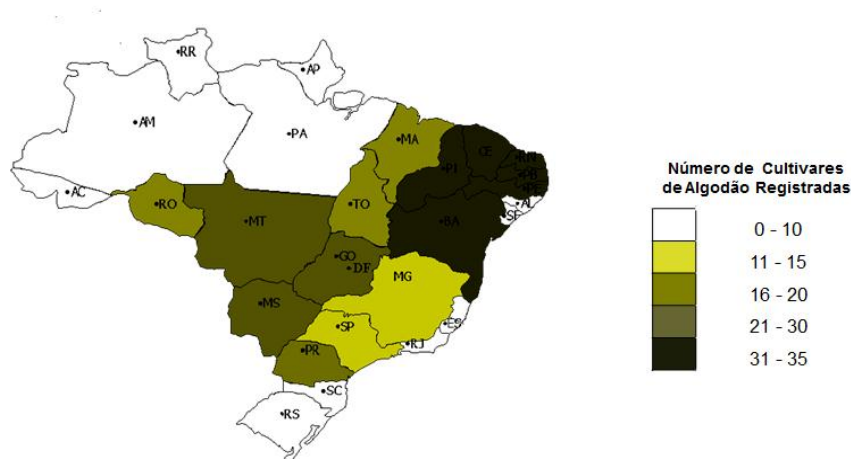 RR
AP
AM
PA
MA
CE
RN
PI
PB
PE
AC
AL
SE
RO
TO
MT
BA
GO
DF
MG
MS
ES
SP
RJ
PR
SC
RS
Número de Cultivares
de Algodão Registradas
0 - 10
11 - 15
16 - 20
21 - 30
31 - 35